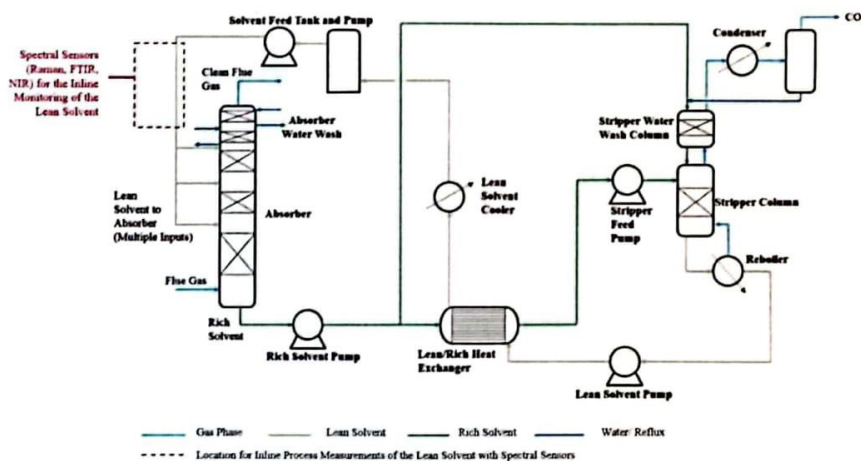 Solvent Feed Tank and Pump
Condenser
CO
Spectral Sensors
(Raman, FTIR,
NIR) for the Inline
Monitoring of the
Lean Solvent
Clean Flue
Gas
Absorber
Water Wash
Stripper Water
Wash Column
Lean
Solvent to
Absorber
(Multiple Inputs)
Absorber
Lean
Solvent
Cooler
Stripper
Feed
Pump
Stripper Column
Flue Gas
Reboiler
Rich
Solvent
Rich Solvent Pump
Lean/Rich Heat
Exchanger
Lean Solvent Pump
Gas Phase
Lean Solvent
Rich Solvent
Water/ Reflux
Location for Inline Process Measurements of the Lean Solvent with Spectral Sensors